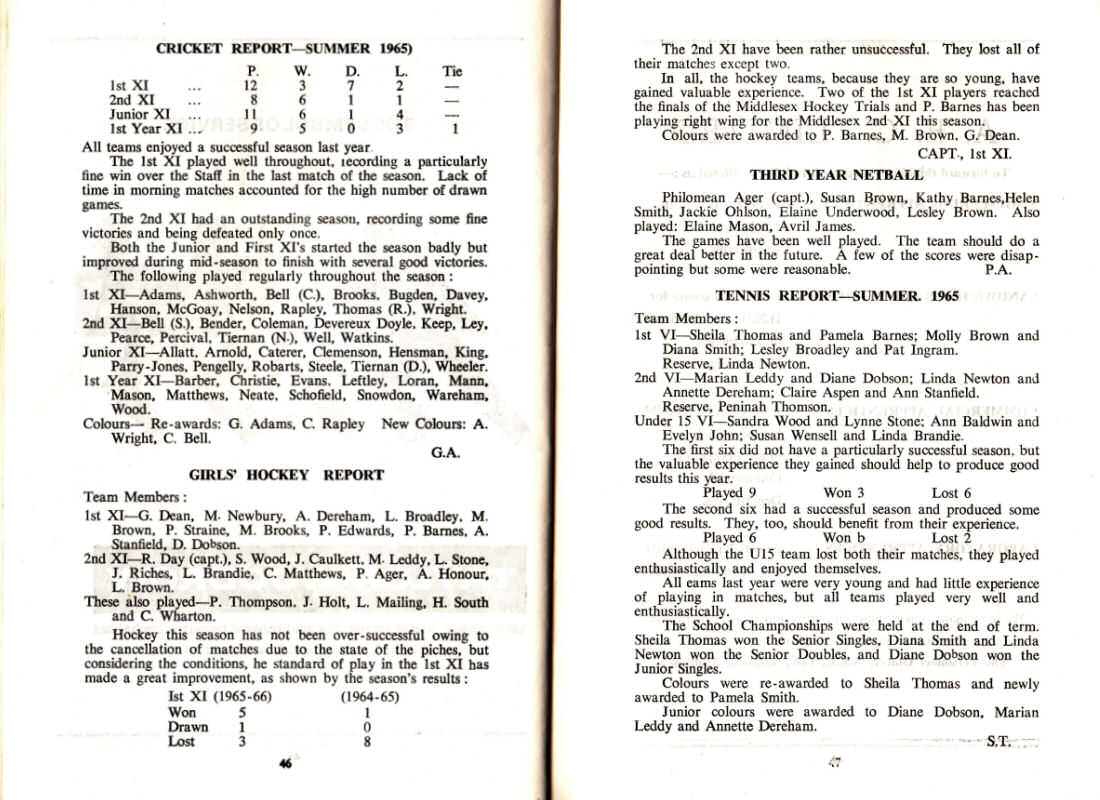 CRICKET REPORT—SUMMER 1965)
P. W. D. L. Tie
1st XI ... 12 3 7 2 —
2nd XI ... 8 6 1 1 —
Junior XI ... 11 6 1 4 —
1st Year XI ... 9 5 0 3 1
All teams enjoyed a successful season last year
The 1st XI played well throughout, recording a particularly
fine win over the Staff in the last match of the season. Lack of
time in morning matches accounted for the high number of drawn
games.
The 2nd XI had an outstanding season, recording some fine
victories and being defeated only once.
Both the Junior and First XI's started the season badly but
improved during mid-season to finish with several good victories.
The following played regularly throughout the season :
1st XI—Adams, Ashworth, Bell (C.), Brooks, Bugden, Davey,
Hanson, McGoay, Nelson, Rapley, Thomas (R.), Wright.
2nd XI—Bell (S.), Bender, Coleman, Devereux Doyle, Keep, Ley,
Pearce, Percival, Tiernan (N.), Well, Watkins.
Junior XI—Allatt, Arnold, Caterer, Clemenson, Hensman, King,
Parry-Jones, Pengelly, Robarts, Steele, Tiernan (D.), Wheeler.
1st Year XI—Barber, Christie, Evans. Leftley, Loran, Mann,
Mason, Matthews, Neate, Schofield, Snowdon, Wareham,
Wood.
Colours— Re-awards: G. Adams, C. Rapley New Colours: A.
Wright, C. Bell.
G.A.
GIRLS' HOCKEY REPORT
Team Members :
1st XI—G. Dean, M. Newbury, A. Dereham, L. Broadley, M.
Brown, P. Straine, M. Brooks, P. Edwards, P. Barnes, A.
Stanfield, D. Dobson.
2nd XI—R. Day (capt.), S. Wood, J. Caulkett, M. Leddy, L. Stone,
J. Riches, L. Brandie, C. Matthews, P. Ager, A. Honour,
L. Brown.
These also played—P. Thompson, J. Holt, L. Mailing, H. South
and C. Wharton.
Hockey this season has not been over-successful owing to
the cancellation of matches due to the state of the piches, but
considering the conditions, he standard of play in the 1st XI has
made a great improvement, as shown by the season's results :
Ist XI (1965-66) (1964-65)
Won 5 1
Drawn 1 0
Lost 3 8
46
The 2nd XI have been rather unsuccessful. They lost all of
their matches except two.
In all, the hockey teams, because they are so young, have
gained valuable experience. Two of the 1st XI players reached
the finals of the Middlesex Hockey Trials and P. Barnes has been
playing right wing for the Middlesex 2nd XI this season.
Colours were awarded to P. Barnes, M. Brown, G. Dean.
CAPT., 1st XI.
THIRD YEAR NETBALL
Philomean Ager (capt.), Susan Brown, Kathy Barnes,Helen
Smith, Jackie Ohlson, Elaine Underwood, Lesley Brown. Also
played: Elaine Mason, Avril James.
The games have been well played. The team should do a
great deal better in the future. A few of the scores were disap-
pointing but some were reasonable. P.A.
TENNIS REPORT—SUMMER. 1965
Team Members :
1st VI—Sheila Thomas and Pamela Barnes; Molly Brown and
Diana Smith; Lesley Broadley and Pat Ingram.
Reserve, Linda Newton.
2nd VI—Marian Leddy and Diane Dobson; Linda Newton and
Annette Dereham; Claire Aspen and Ann Stanfield.
Reserve, Peninah Thomson.
Under 15 VI—Sandra Wood and Lynne Stone; Ann Baldwin and
Evelyn John; Susan Wensell and Linda Brandie.
The first six did not have a particularly successful season, but
the valuable experience they gained should help to produce good
results this year.
Played 9 Won 3 Lost 6
The second six had a successful season and produced some
good results. They, too, should benefit from their experience.
Played 6 Won b Lost 2
Although the U15 team lost both their matches, they played
enthusiastically and enjoyed themselves.
All eams last year were very young and had little experience
of playing in matches, but all teams played very well and
enthusiastically.
The School Championships were held at the end of term.
Sheila Thomas won the Senior Singles, Diana Smith and Linda
Newton won the Senior Doubles, and Diane Dobson won the
Junior Singles.
Colours were re-awarded to Sheila Thomas and newly
awarded to Pamela Smith.
Junior colours were awarded to Diane Dobson, Marian
Leddy and Annette Dereham.
S.T.
47